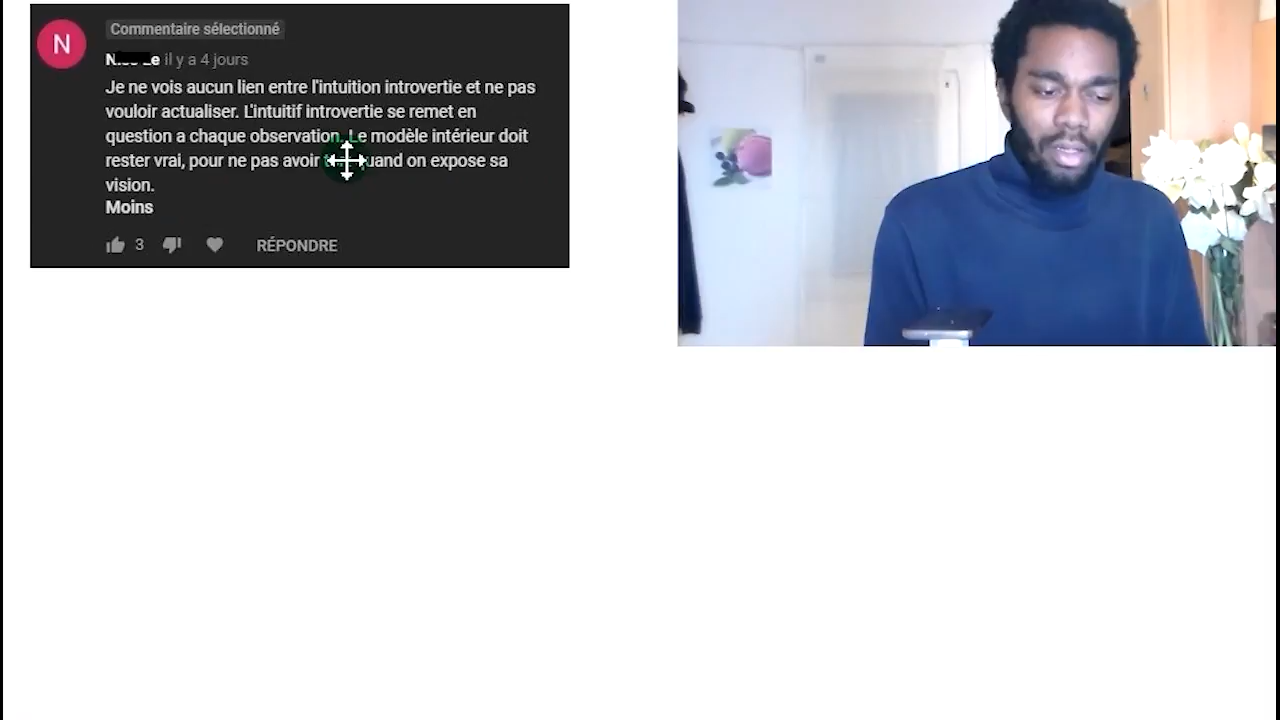 N
Commentaire sélectionné
il y a 4 jours
Je ne vois aucun lien entre l'intuition introvertie et ne pas
vouloir actualiser. L'intuitif introvertie se remet en
question a chaque observation. Le modèle intérieur doit
rester vrai, pour ne pas avoir quand on expose sa
vision.
Moins
3 RÉPONDRE